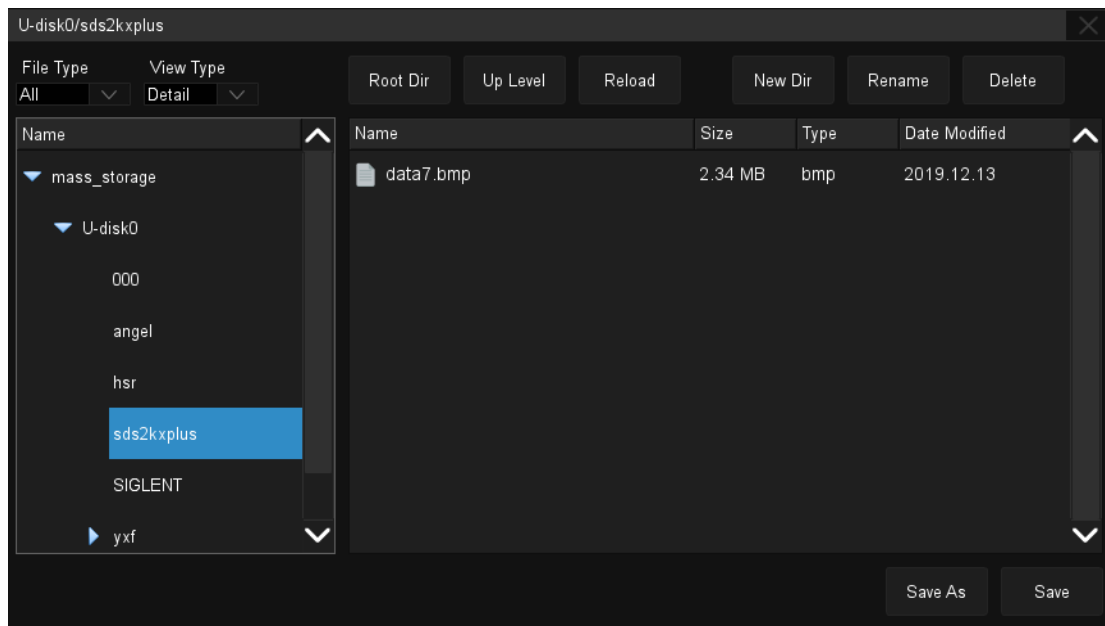 U-disk0/sds2kxplus
File Type View Type
All Detail
Root Dir Up Level Reload New Dir Rename Delete
Name
mass_storage
U-disk0
000
angel
hsr
sds2kxplus
SIGLENT
yxf
Name Size Type Date Modified
data7.bmp 2.34 MB bmp 2019.12.13
Save As Save